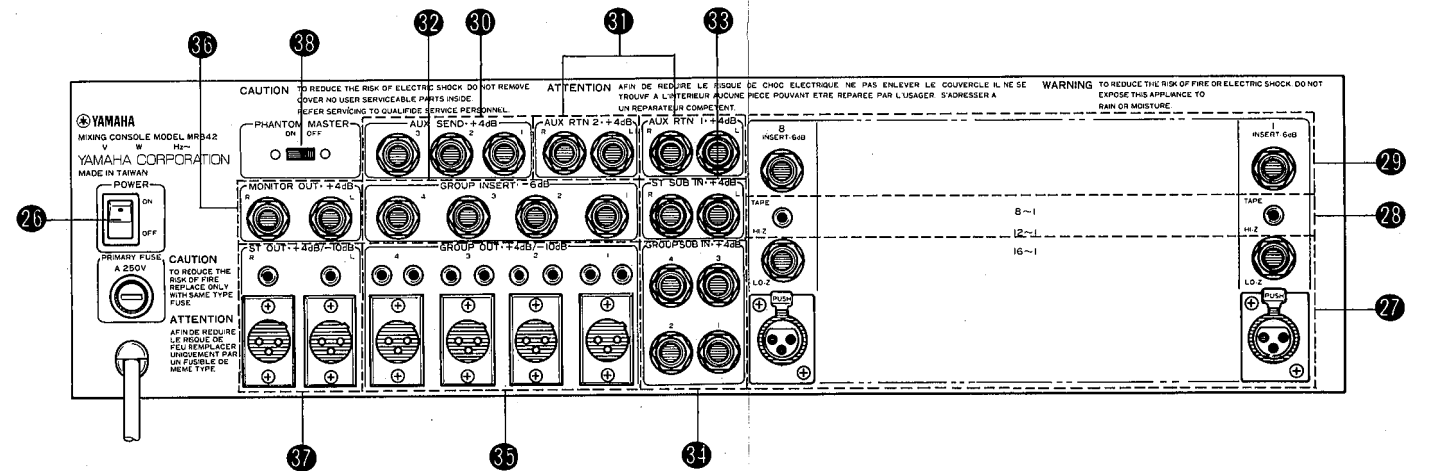 32 30 31 33
36 38
CAUTION TO REDUCE THE RISK OF ELECTRIC SHOCK DO NOT REMOVE
COVER NO USER SERVICEABLE PARTS INSIDE.
REFER SERVICING TO QUALIFIDE SERVICE PERSONNEL.
ATTENTION AFIN DE REDUIRE LE RISQUE DE CHOC ELECTRIQUE NE PAS ENLEVER LE COUVERCLE IL NE SE
TROUVF A L'INTERIEUR AUCUNE PIECE POUVANT ETRE REPAREE PAR L'USAGER. S'ADRESSER A
UN REPARATEUR COMPETENT.
WARNING TO REDUCE THE RISK OF FIRE OR ELECTRIC SHOCK DO NOT
EXPOSE THIS APPLIANCE TO
RAIN OR MOISTURE.
YAMAHA
MIXING CONSOLE MODEL MR842
V W Hz~
YAMAHA CORPORATION
MADE IN TAIWAN
PHANTOM MASTER
ON OFF
AUX SEND·+4dB
3 2 1
AUX RTN 2·+4dB
R L
AUX RTN 1·+4dB
R L
8
INSERT·6dB
1
INSERT·6dB
29
POWER
ON
OFF
26
MONITOR OUT·+4dB
R L
GROUP INSERT·-6dB
4 3 2 1
ST SUB IN·+4dB
R L
TAPE
HI-Z
8~1
12~1
16~1
TAPE
HI-Z
28
PRIMARY FUSE
A 250V
CAUTION
TO REDUCE THE
RISK OF FIRE
REPLACE ONLY
WITH SAME TYPE
FUSE
ATTENTION
AFIN DE REDUIRE
LE RISQUE DE
FEU REMPLACER
UNIQUEMENT PAR
UN FUSIBLE DE
MEME TYPE
ST OUT·+4dB/-10dB
R L
GROUP OUT·+4dB/-10dB
4 3 2 1
GROUP SUB IN·+4dB
4 3
2 1
LO-Z
PUSH
LO-Z
PUSH
27
37 35 34